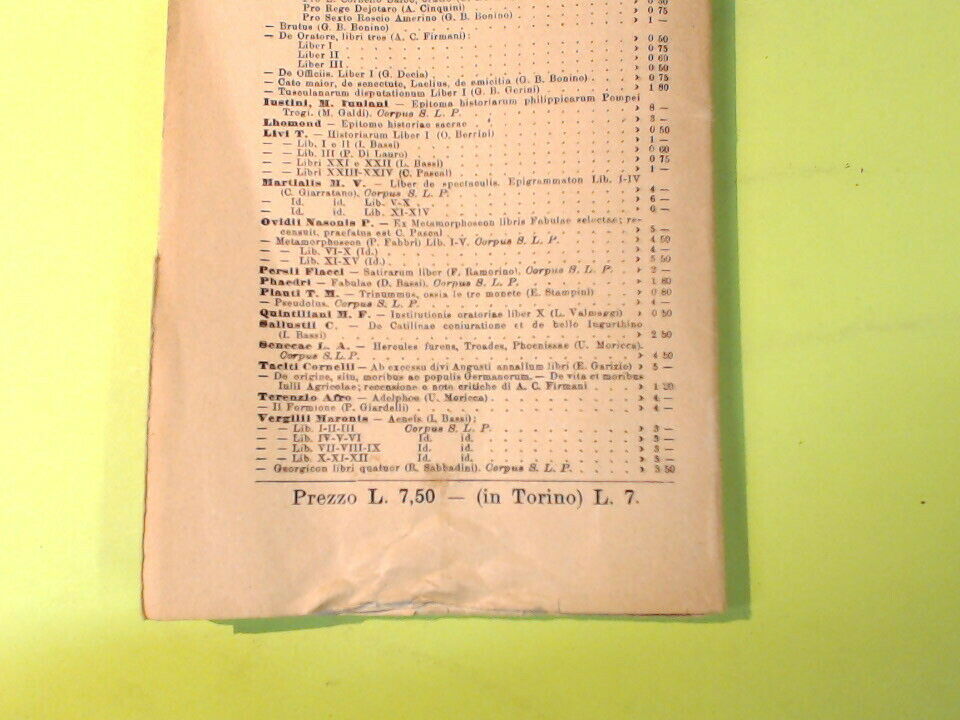 Pro Rege Dejotaro (A. Cinquini) » 0 75
Pro Sexto Roscio Amerino (G. B. Bonino) » 1 —
— Brutus (G. B. Bonino)
— De Oratore, libri tres (A. C. Firmani):
Liber I » 0 50
Liber II » 0 75
Liber III » 0 60
— De Officiis. Liber I (G. Decia) » 0 50
— Cato maior, de senectute, Laelius, de amicitia (G. B. Bonino) » 0 75
— Tusculanarum disputationum Liber I (G. B. Gerini) » 1 80
Iustini, M. Iuniani — Epitoma historiarum philippicarum Pompei
Trogi. (M. Galdi). Corpus S. L. P. » 8 —
Lhomond — Epitome historiae sacrae » 3 —
Livi T. — Historiarum Liber I (O. Berrini) » 0 50
— — Lib. I e II (I. Bassi) » 1 —
— — Lib. III (P. Di Lauro) » 0 60
— — Libri XXI e XXII (L. Bassi) » 0 75
— — Libri XXIII-XXIV (C. Pascal) » 1 —
Martialis M. V. — Liber de spectaculis. Epigrammaton Lib. I-IV
(C. Giarratano). Corpus S. L. P. » 4 —
— Id. id. Lib. V-X » 6 —
— Id. id. Lib. XI-XIV » 6 —
Ovidii Nasonis P. — Ex Metamorphoseon libris Fabulae selectae; re-
censuit, praefatus est C. Pascal » 5 —
— Metamorphoseon (P. Fabbri) Lib. I-V. Corpus S. L. P. » 4 50
— — Lib. VI-X (Id.) » 4 —
— — Lib. XI-XV (Id.) » 5 50
Persii Flacci — Satirarum liber (F. Ramorino). Corpus S. L. P. » 2 —
Phaedri — Fabulae (D. Bassi). Corpus S. L. P. » 1 80
Plauti T. M. — Trinummus, ossia le tre monete (E. Stampini) » 0 80
— Pseudolus. Corpus S. L. P. » 4 —
Quintiliani M. F. — Institutionis oratoriae liber X (L. Valmaggi) » 0 50
Sallustii C. — De Catilinae coniuratione et de bello Iugurthino
(I. Bassi) » 2 50
Senecae L. A. — Hercules furens, Troades, Phoenissae (U. Moricca).
Corpus S. L. P. » 4 50
Taciti Cornelii — Ab excessu divi Augusti annalium libri (E. Garizio) » 5 —
— De origine, situ, moribus ac populis Germanorum. — De vita et moribus
Iulii Agricolae; recensione e note critiche di A. C. Firmani » 1 20
Terenzio Afro — Adelphoe (U. Moricca) » 4 —
— Il Formione (P. Giardelli) » 4 —
Vergilii Maronis — Aeneis (I. Bassi):
— — Lib. I-II-III Corpus S. L. P. » 3 —
— — Lib. IV-V-VI Id. id. » 3 —
— — Lib. VII-VIII-IX Id. id. » 3 —
— — Lib. X-XI-XII Id. id. » 3 —
— Georgicon libri quatuor (R. Sabbadini). Corpus S. L. P. » 3 50
Prezzo L. 7,50 — (in Torino) L. 7.